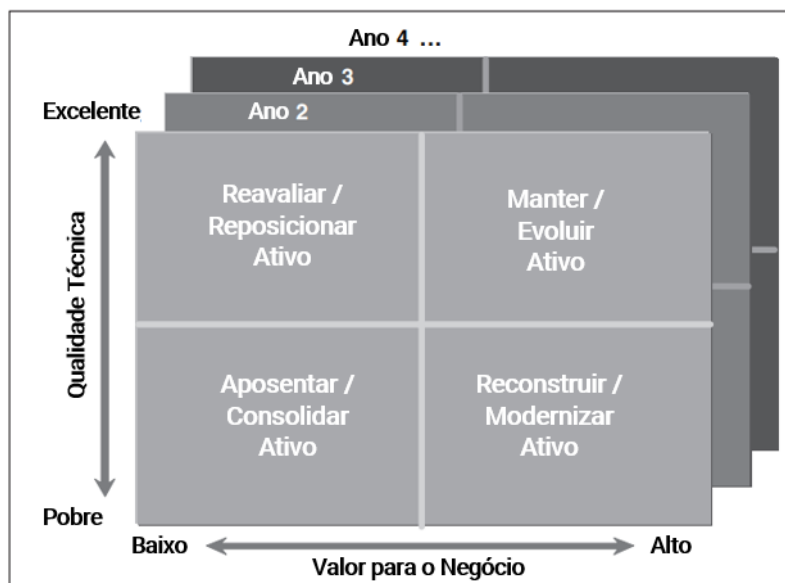 Ano 4 ...
Ano 3
Ano 2
Excelente
Qualidade Técnica
Pobre
Reavaliar /
Reposicionar
Ativo
Manter /
Evoluir
Ativo
Aposentar /
Consolidar
Ativo
Reconstruir /
Modernizar
Ativo
Baixo
Alto
Valor para o Negócio